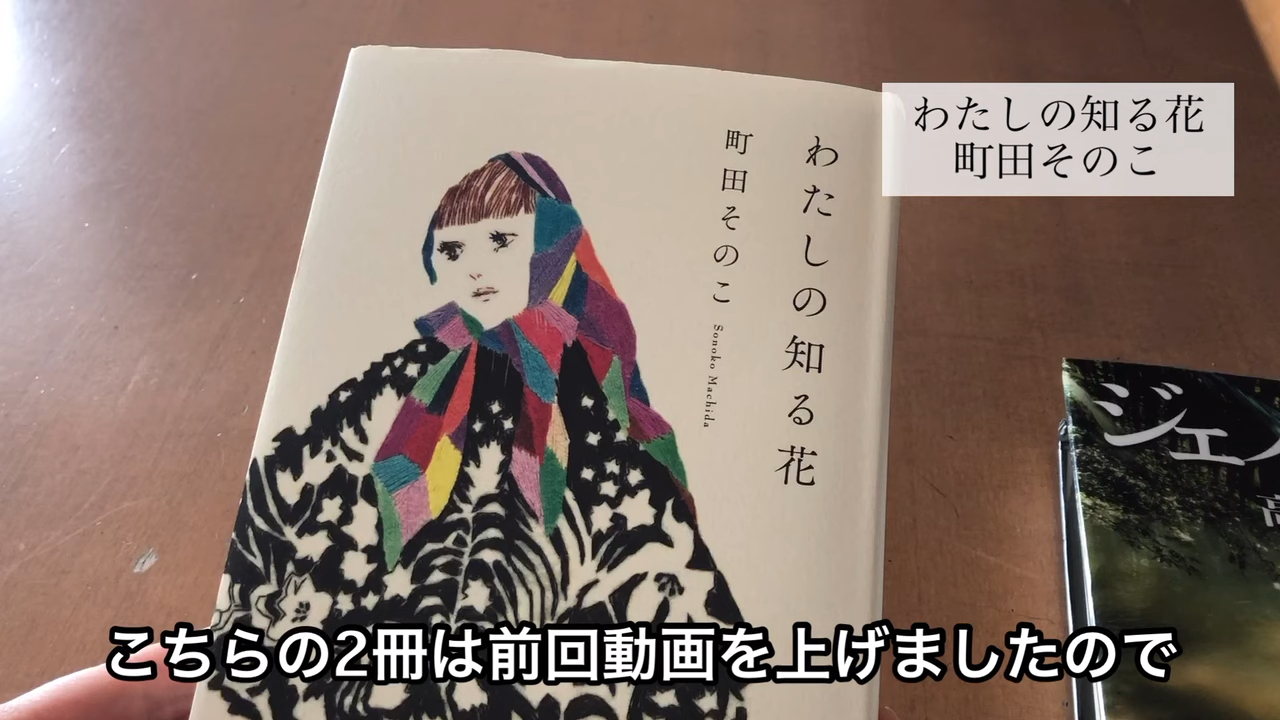 わたしの知る花
町田そのこ
Sonoko Machida
わたしの知る花
町田そのこ
ジェノ
高
こちらの2冊は前回動画を上げましたので